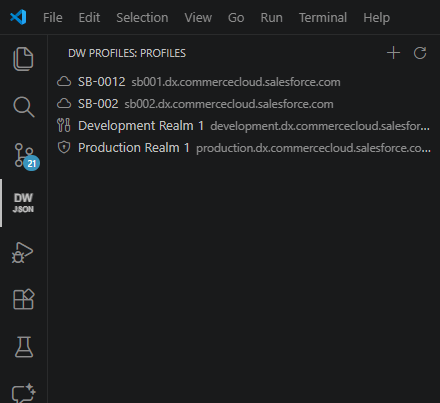 File Edit Selection View Go Run Terminal Help
DW PROFILES: PROFILES
SB-0012 sb001.dx.commercecloud.salesforce.com
SB-002 sb002.dx.commercecloud.salesforce.com
Development Realm 1 development.dx.commercecloud.salesfor...
Production Realm 1 production.dx.commercecloud.salesforce.co...
21
DW
JSON